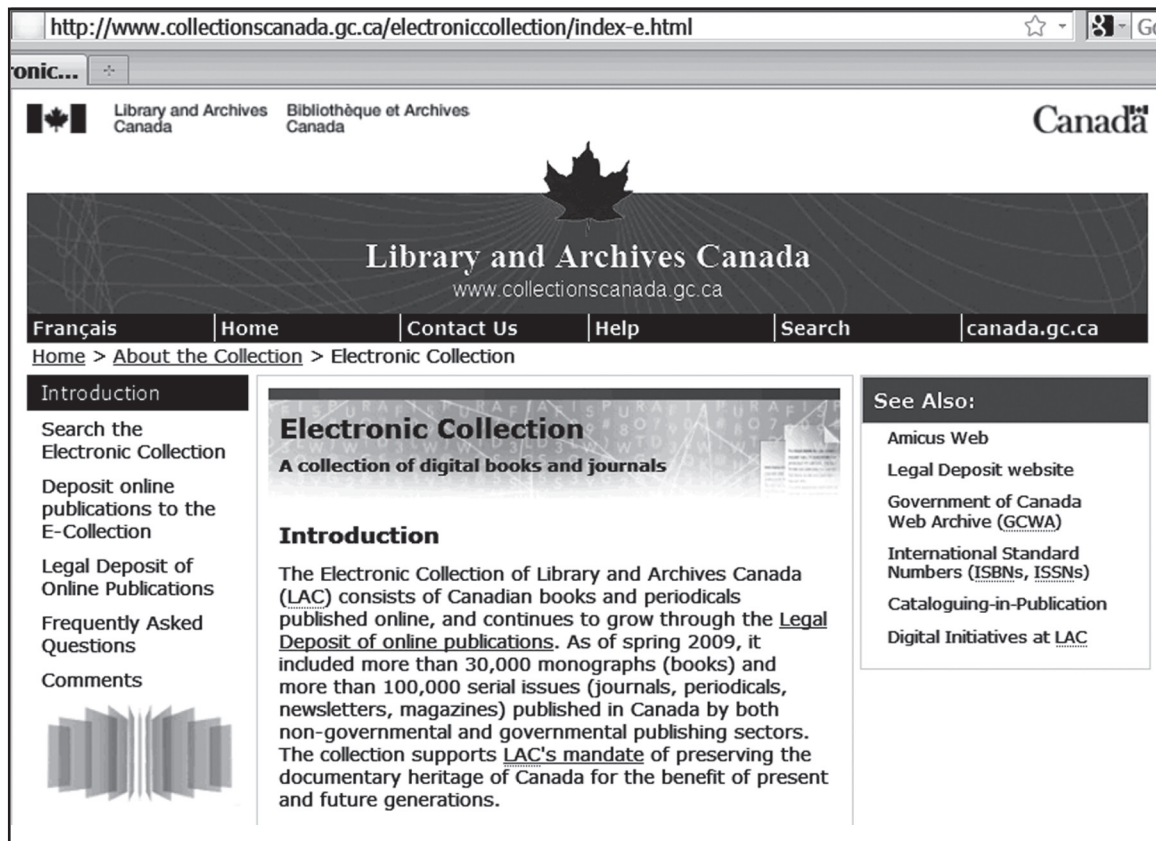 http://www.collectionscanada.gc.ca/electroniccollection/index-e.html
ronic...
Library and Archives Canada
Bibliothèque et Archives Canada
Canada
Library and Archives Canada
www.collectionscanada.gc.ca
Français Home Contact Us Help Search canada.gc.ca
Home > About the Collection > Electronic Collection
Introduction
Search the
Electronic Collection
Deposit online
publications to the
E-Collection
Legal Deposit of
Online Publications
Frequently Asked
Questions
Comments
Electronic Collection
A collection of digital books and journals
Introduction
The Electronic Collection of Library and Archives Canada
(LAC) consists of Canadian books and periodicals
published online, and continues to grow through the Legal
Deposit of online publications. As of spring 2009, it
included more than 30,000 monographs (books) and
more than 100,000 serial issues (journals, periodicals,
newsletters, magazines) published in Canada by both
non-governmental and governmental publishing sectors.
The collection supports LAC's mandate of preserving the
documentary heritage of Canada for the benefit of present
and future generations.
See Also:
Amicus Web
Legal Deposit website
Government of Canada
Web Archive (GCWA)
International Standard
Numbers (ISBNs, ISSNs)
Cataloguing-in-Publication
Digital Initiatives at LAC